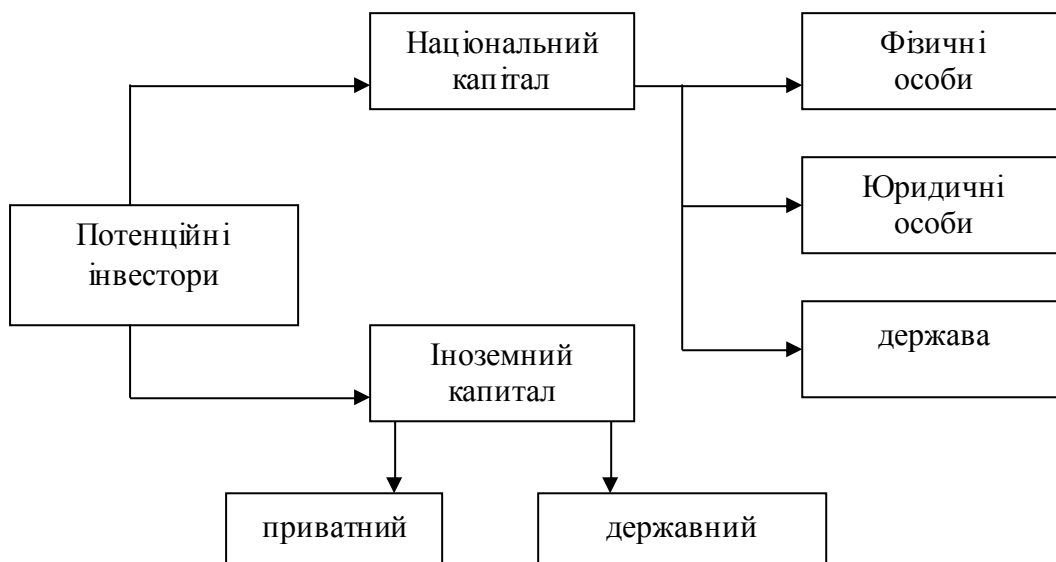 Національний
капітал
Фізичні
особи
Юридичні
особи
Потенційні
інвестори
держава
Іноземний
капитал
приватний
державний